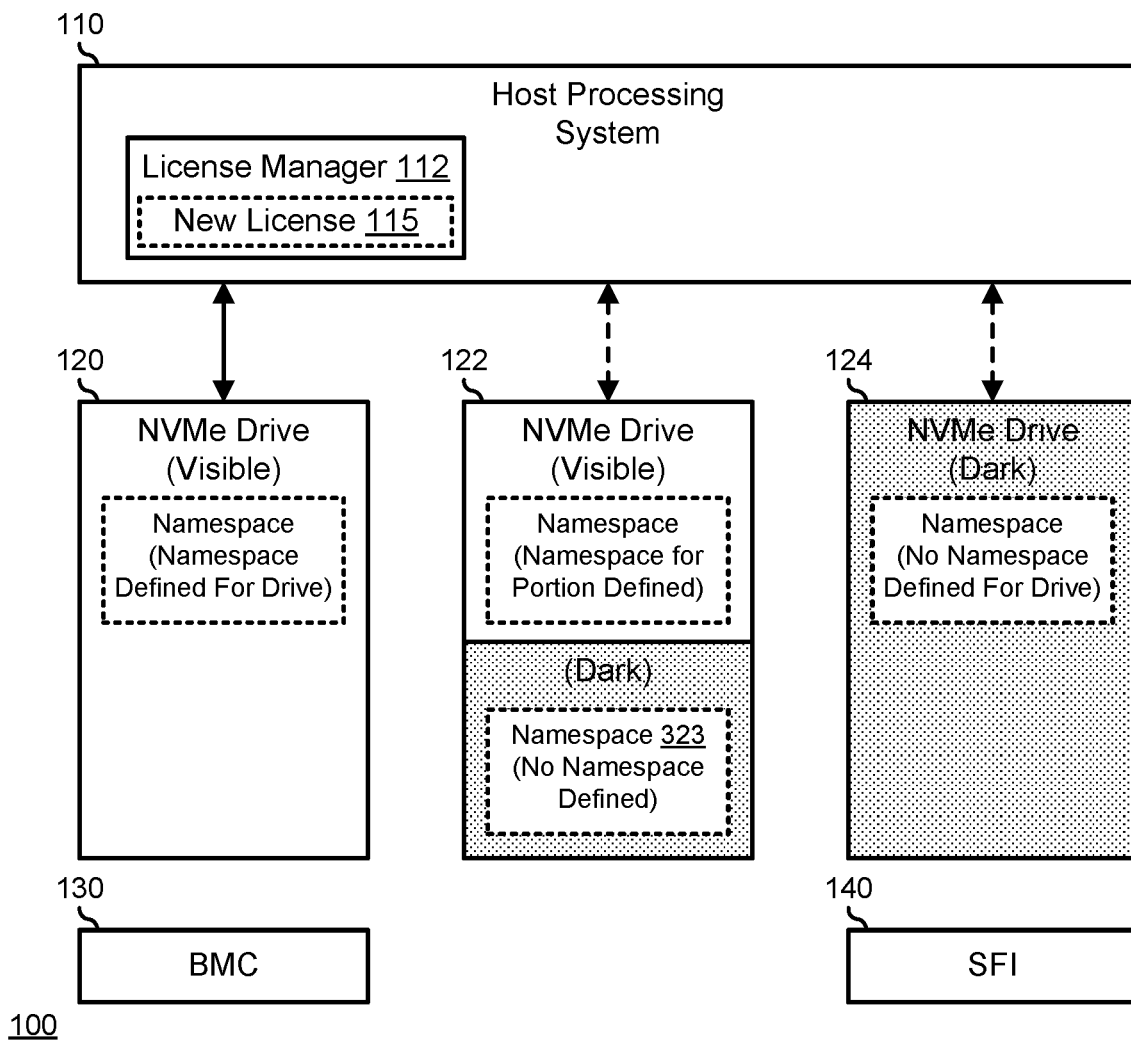 110
Host Processing
System
License Manager 112
New License 115
120
122
124
NVMe Drive
(Visible)
Namespace
(Namespace
Defined For Drive)
NVMe Drive
(Visible)
Namespace
(Namespace for
Portion Defined)
(Dark)
Namespace 323
(No Namespace
Defined)
NVMe Drive
(Dark)
Namespace
(No Namespace
Defined For Drive)
130
BMC
140
SFI
100